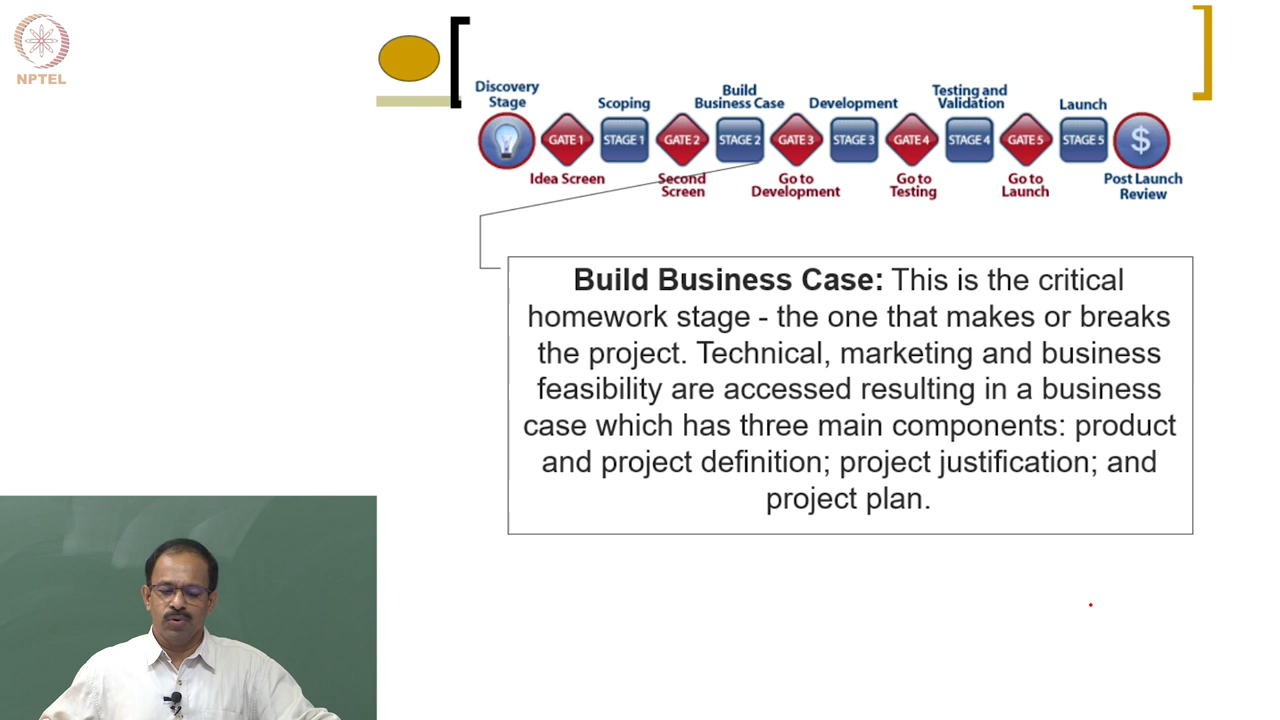 NPTEL
Discovery
Stage
Scoping
Build
Business Case
Development
Testing and
Validation
Launch
GATE 1
STAGE 1
GATE 2
STAGE 2
GATE 3
STAGE 3
GATE 4
STAGE 4
GATE 5
STAGE 5
$
Idea Screen
Second
Screen
Go to
Development
Go to
Testing
Go to
Launch
Post Launch
Review
Build Business Case: This is the critical
homework stage - the one that makes or breaks
the project. Technical, marketing and business
feasibility are accessed resulting in a business
case which has three main components: product
and project definition; project justification; and
project plan.